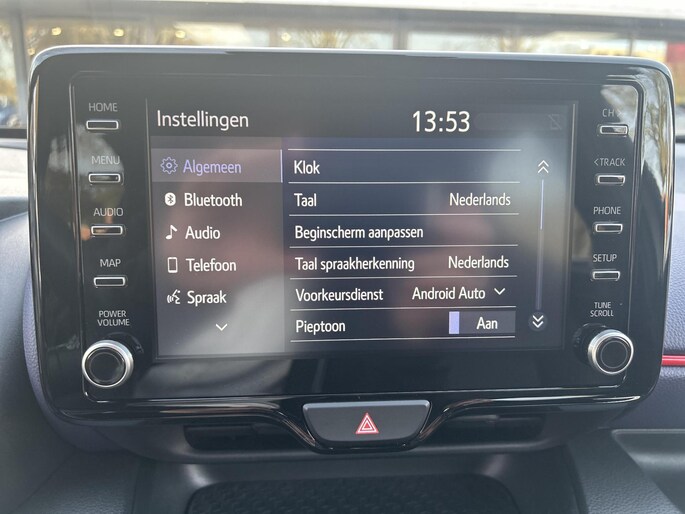 HOME
MENU
AUDIO
MAP
POWER
VOLUME
Instellingen
13:53
Algemeen
Bluetooth
Audio
Telefoon
Spraak
Klok
Taal Nederlands
Beginscherm aanpassen
Taal spraakherkenning Nederlands
Voorkeursdienst Android Auto
Pieptoon Aan
CH >
< TRACK
PHONE
SETUP
TUNE
SCROLL